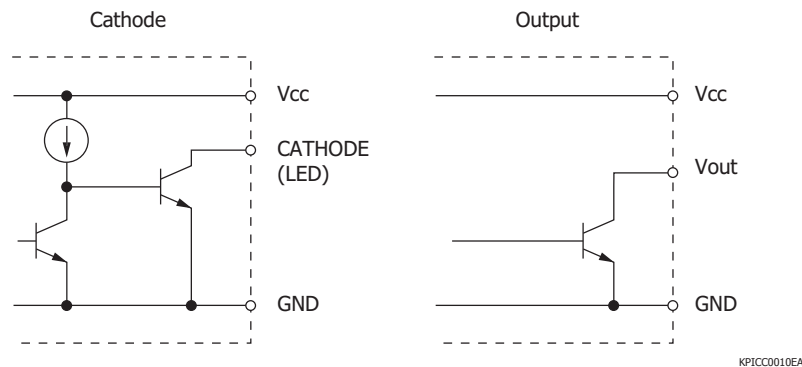 Cathode
Vcc
CATHODE
(LED)
GND
Output
Vcc
Vout
GND
KPICC0010EA